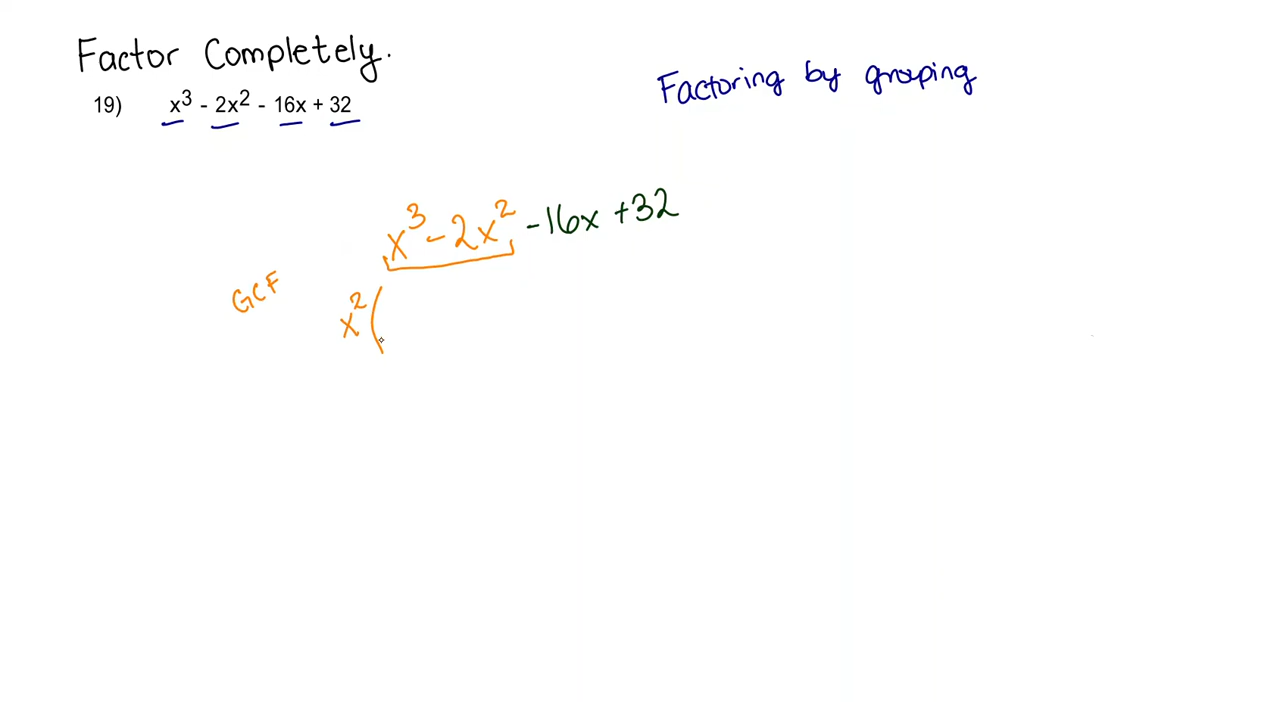 Factor Completely.
Factoring by grouping
19) x³ - 2x² - 16x + 32
x³ - 2x² - 16x + 32
GCF x² (